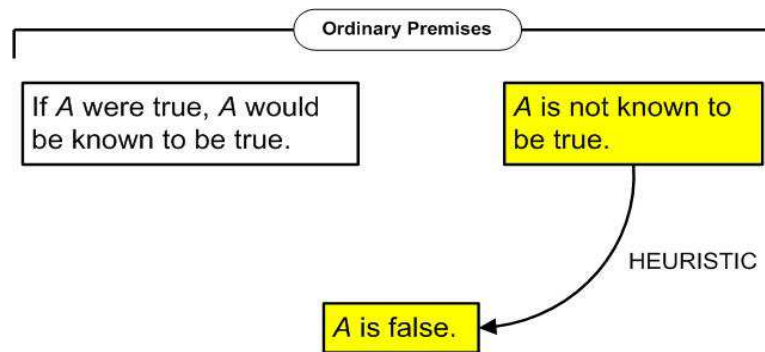 Ordinary Premises
If A were true, A would
be known to be true.
A is not known to
be true.
HEURISTIC
A is false.